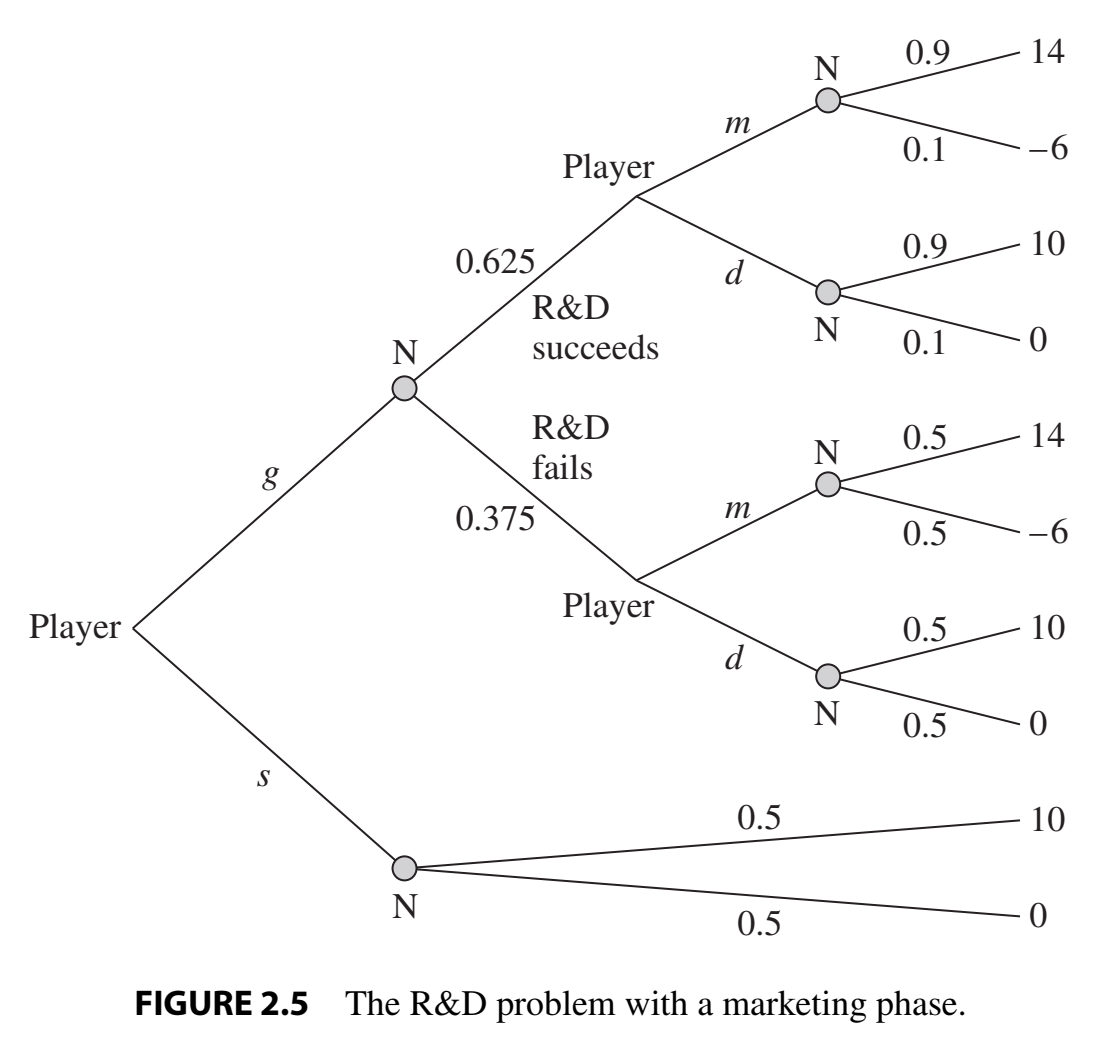 N
0.9
14
0.1
−6
m
Player
0.625
d
0.9
10
N
0.1
0
R&D
succeeds
N
R&D
fails
0.375
g
N
0.5
14
0.5
−6
m
Player
d
0.5
10
N
0.5
0
Player
s
0.5
10
N
0.5
0
FIGURE 2.5 The R&D problem with a marketing phase.